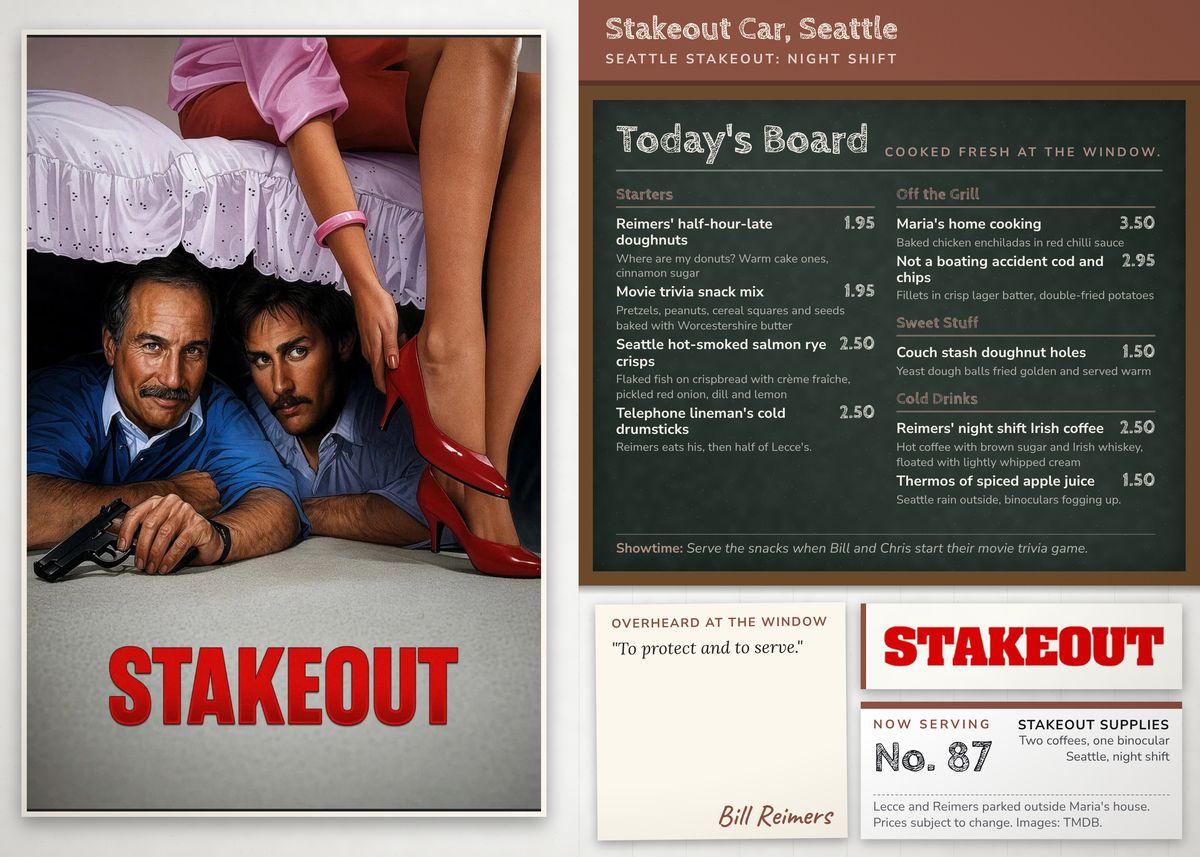 STAKEOUT
Stakeout Car, Seattle
SEATTLE STAKEOUT: NIGHT SHIFT
Today's Board
COOKED FRESH AT THE WINDOW.
Starters
Reimers' half-hour-late 1.95
doughnuts
Where are my donuts? Warm cake ones,
cinnamon sugar
Movie trivia snack mix 1.95
Pretzels, peanuts, cereal squares and seeds
baked with Worcestershire butter
Seattle hot-smoked salmon rye 2.50
crisps
Flaked fish on crispbread with crème fraîche,
pickled red onion, dill and lemon
Telephone lineman's cold 2.50
drumsticks
Reimers eats his, then half of Lecce's.
Off the Grill
Maria's home cooking 3.50
Baked chicken enchiladas in red chilli sauce
Not a boating accident cod and 2.95
chips
Fillets in crisp lager batter, double-fried potatoes
Sweet Stuff
Couch stash doughnut holes 1.50
Yeast dough balls fried golden and served warm
Cold Drinks
Reimers' night shift Irish coffee 2.50
Hot coffee with brown sugar and Irish whiskey,
floated with lightly whipped cream
Thermos of spiced apple juice 1.50
Seattle rain outside, binoculars fogging up.
Showtime: Serve the snacks when Bill and Chris start their movie trivia game.
OVERHEARD AT THE WINDOW
"To protect and to serve."
Bill Reimers
STAKEOUT
NOW SERVING
No. 87
STAKEOUT SUPPLIES
Two coffees, one binocular
Seattle, night shift
Lecce and Reimers parked outside Maria's house.
Prices subject to change. Images: TMDB.